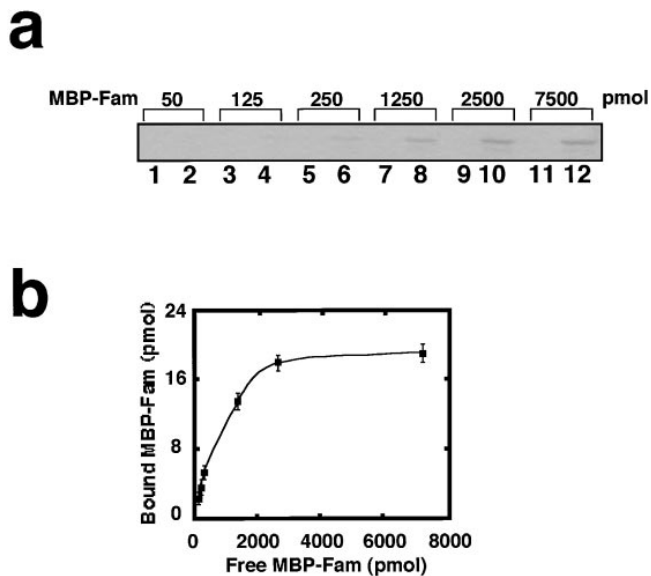 a
MBP-Fam 50 125 250 1250 2500 7500 pmol
1 2 3 4 5 6 7 8 9 10 11 12
b
24
16
8
0
Bound MBP-Fam (pmol)
0 2000 4000 6000 8000
Free MBP-Fam (pmol)